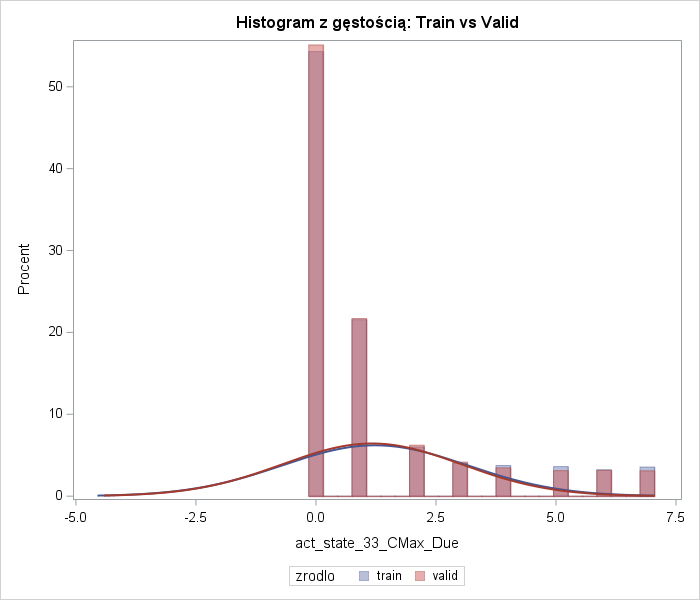 Histogram z gęstością: Train vs Valid
50
40
30
20
10
0
Procent
-5.0 -2.5 0.0 2.5 5.0 7.5
act_state_33_CMax_Due
zrodlo train valid